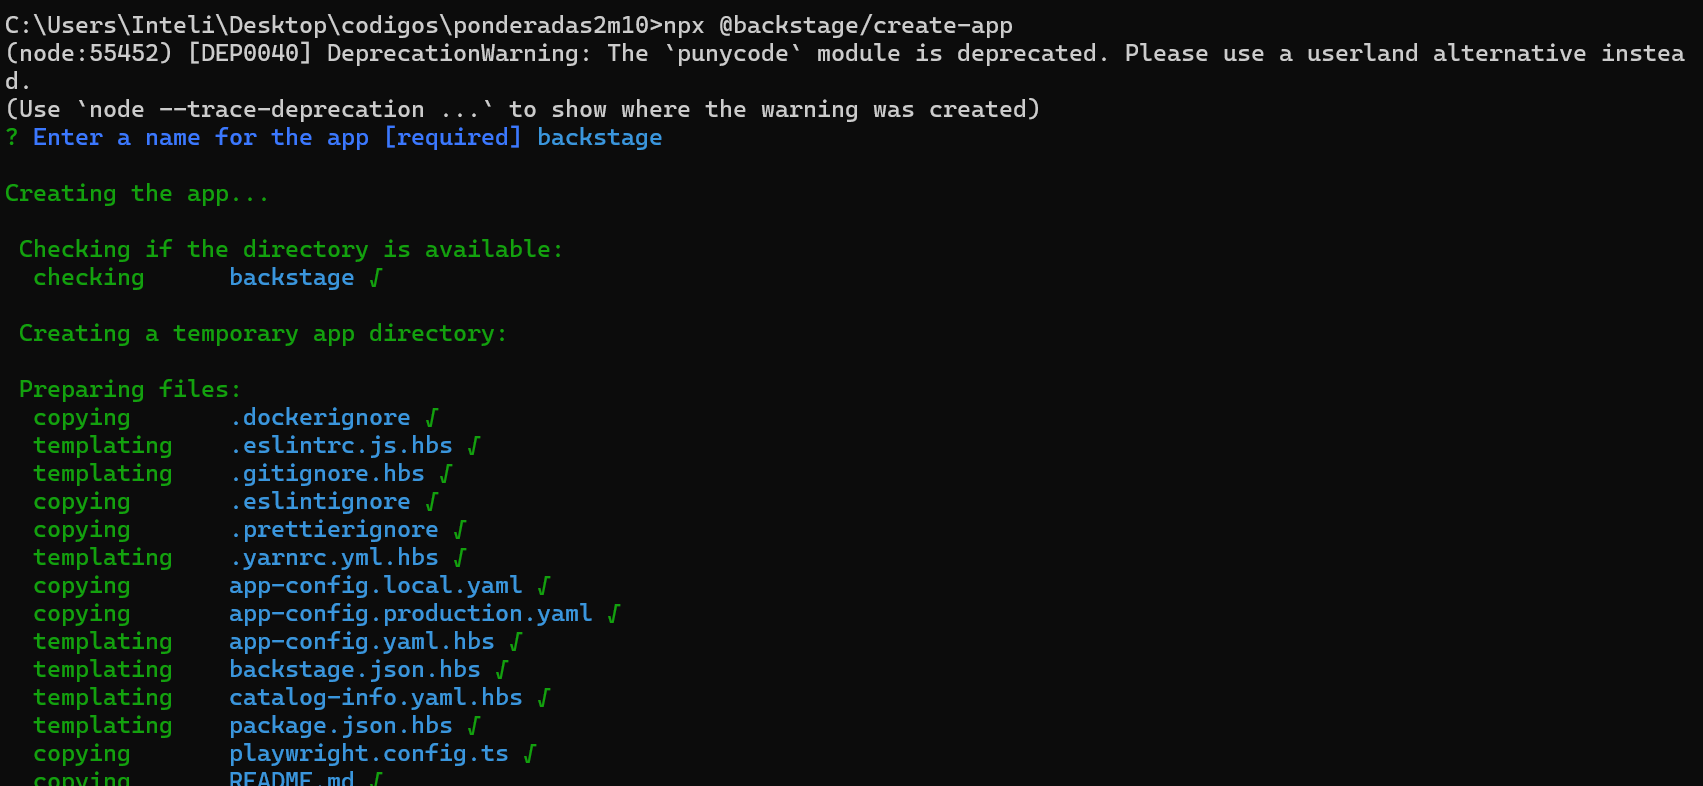 C:\Users\Inteli\Desktop\codigos\ponderadas2m10>npx @backstage/create-app
(node:55452) [DEP0040] DeprecationWarning: The `punycode` module is deprecated. Please use a userland alternative instea
d.
(Use `node --trace-deprecation ...` to show where the warning was created)
? Enter a name for the app [required] backstage
Creating the app...
Checking if the directory is available:
checking backstage √
Creating a temporary app directory:
Preparing files:
copying .dockerignore √
templating .eslintrc.js.hbs √
templating .gitignore.hbs √
copying .eslintignore √
copying .prettierignore √
templating .yarnrc.yml.hbs √
copying app-config.local.yaml √
copying app-config.production.yaml √
templating app-config.yaml.hbs √
templating backstage.json.hbs √
templating catalog-info.yaml.hbs √
templating package.json.hbs √
copying playwright.config.ts √
copying README.md √